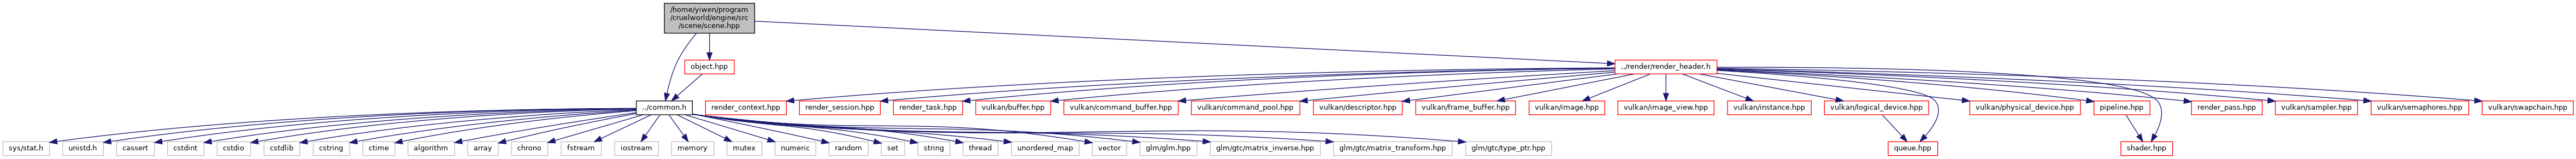 /home/yiwen/program
/cruelworld/engine/src
/scene/scene.hpp
object.hpp
../render/render_header.h
../common.h
render_context.hpp
render_session.hpp
render_task.hpp
vulkan/buffer.hpp
vulkan/command_buffer.hpp
vulkan/command_pool.hpp
vulkan/descriptor.hpp
vulkan/frame_buffer.hpp
vulkan/image.hpp
vulkan/image_view.hpp
vulkan/instance.hpp
vulkan/logical_device.hpp
vulkan/physical_device.hpp
pipeline.hpp
render_pass.hpp
vulkan/sampler.hpp
vulkan/semaphores.hpp
vulkan/swapchain.hpp
sys/stat.h
unistd.h
cassert
cstdint
cstdio
cstdlib
cstring
ctime
algorithm
array
chrono
fstream
iostream
memory
mutex
numeric
random
set
string
thread
unordered_map
vector
glm/glm.hpp
glm/gtc/matrix_inverse.hpp
glm/gtc/matrix_transform.hpp
glm/gtc/type_ptr.hpp
queue.hpp
shader.hpp